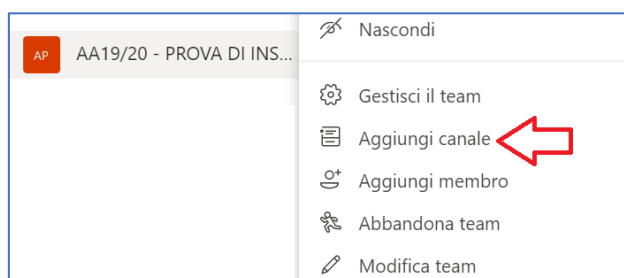 Nascondi
AP AA19/20 - PROVA DI INS...
Gestisci il team
Aggiungi canale
Aggiungi membro
Abbandona team
Modifica team